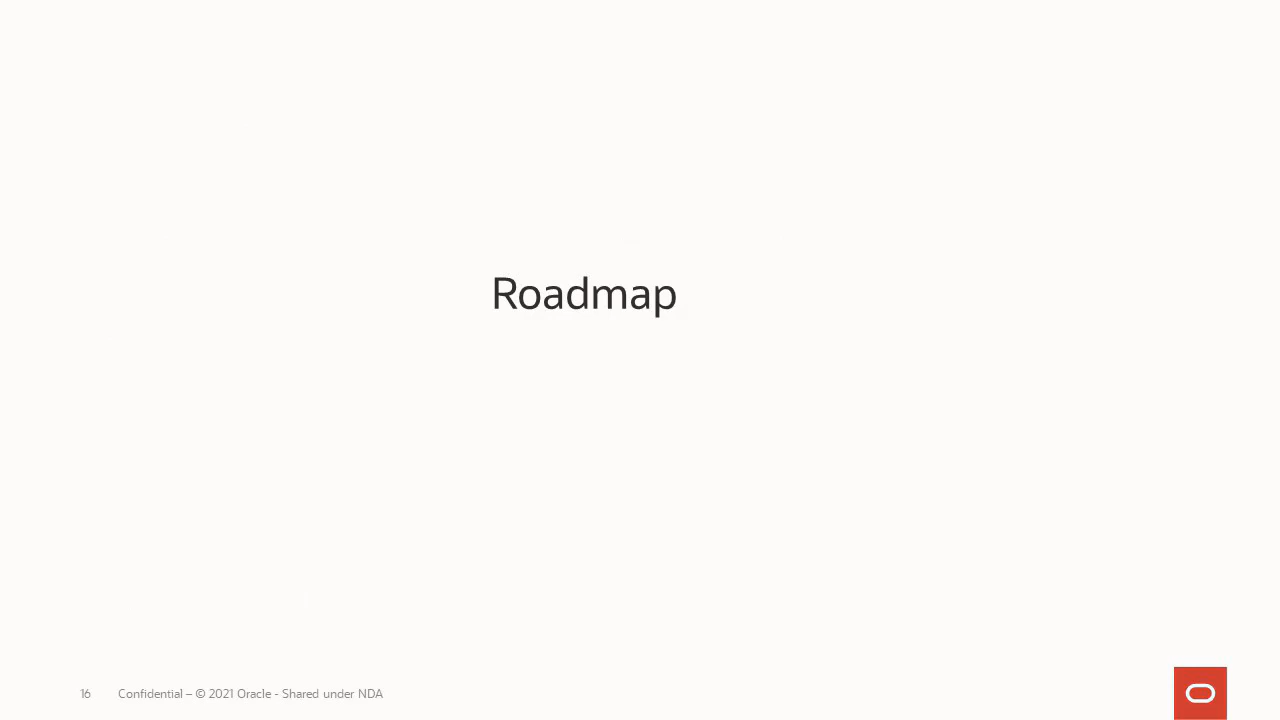 Roadmap
16 Confidential – © 2021 Oracle - Shared under NDA